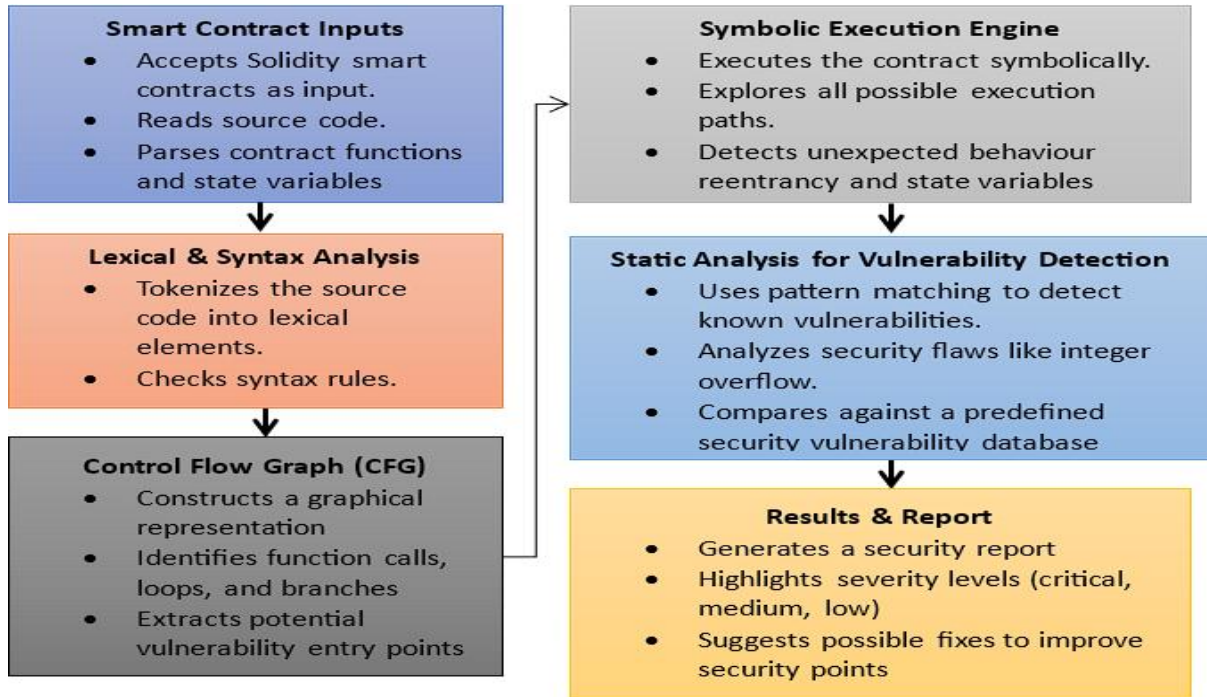 Smart Contract Inputs
• Accepts Solidity smart
contracts as input.
• Reads source code.
• Parses contract functions
and state variables
Lexical & Syntax Analysis
• Tokenizes the source
code into lexical
elements.
• Checks syntax rules.
Control Flow Graph (CFG)
• Constructs a graphical
representation
• Identifies function calls,
loops, and branches
• Extracts potential
vulnerability entry points
Symbolic Execution Engine
• Executes the contract symbolically.
• Explores all possible execution
paths.
• Detects unexpected behaviour
reentrancy and state variables
Static Analysis for Vulnerability Detection
• Uses pattern matching to detect
known vulnerabilities.
• Analyzes security flaws like integer
overflow.
• Compares against a predefined
security vulnerability database
Results & Report
• Generates a security report
• Highlights severity levels (critical,
medium, low)
• Suggests possible fixes to improve
security points